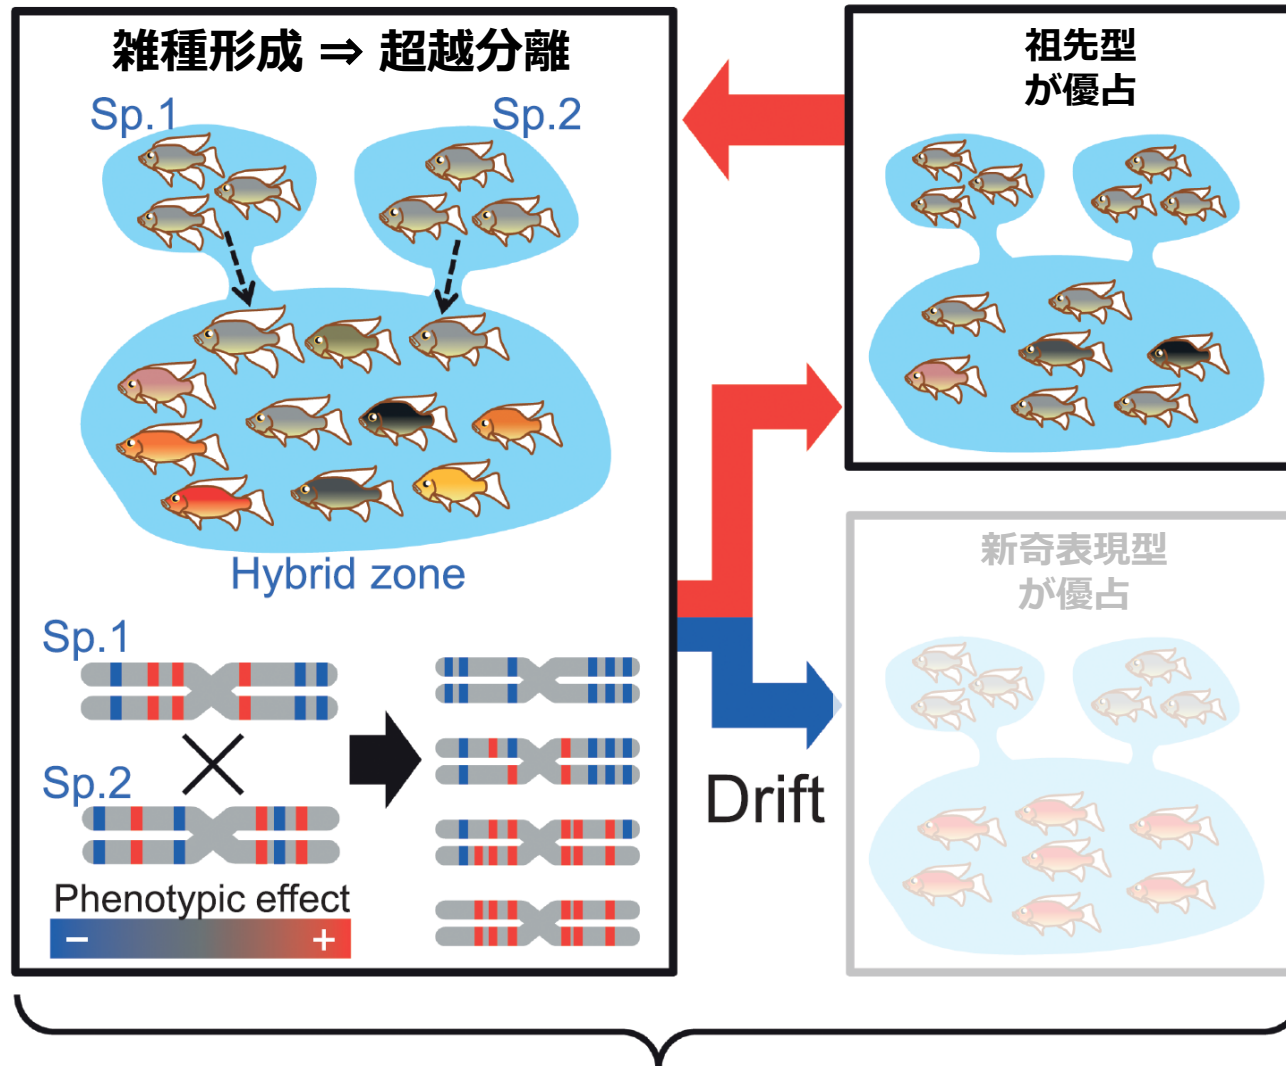 雑種形成 ⇒ 超越分離
Sp.1
Sp.2
Hybrid zone
Sp.1
Sp.2
Phenotypic effect
− +
祖先型
が優占
Drift
新奇表現型
が優占